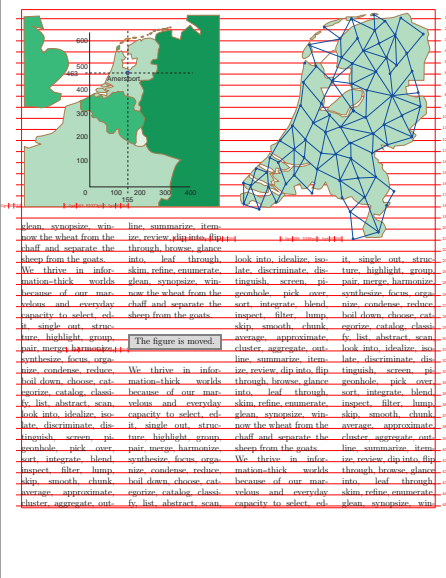 600
500
463
Amersfoort
400
300
200
100
0
100
200
300
400
155
glean, synopsize, win-
now the wheat from the
chaff and separate the
sheep from the goats.
We thrive in infor-
mation–thick worlds
because of our mar-
velous and everyday
capacity to select, ed-
it, single out, struc-
ture, highlight, group,
pair, merge, harmonize,
synthesize, focus, orga-
nize, condense, reduce,
boil down, choose, cat-
egorize, catalog, classi-
fy, list, abstract, scan,
look into, idealize, iso-
late, discriminate, dis-
tinguish, screen, pi-
geonhole, pick over,
sort, integrate, blend,
inspect, filter, lump,
skip, smooth, chunk,
average, approximate,
cluster, aggregate, out-
line, summarize, item-
ize, review, dip into, flip
through, browse, glance
into, leaf through,
skim, refine, enumerate,
glean, synopsize, win-
now the wheat from the
chaff and separate the
sheep from the goats.
The figure is moved.
We thrive in infor-
mation–thick worlds
because of our mar-
velous and everyday
capacity to select, ed-
it, single out, struc-
ture, highlight, group,
pair, merge, harmonize,
synthesize, focus, orga-
nize, condense, reduce,
boil down, choose, cat-
egorize, catalog, classi-
fy, list, abstract, scan,
look into, idealize, iso-
late, discriminate, dis-
tinguish, screen, pi-
geonhole, pick over,
sort, integrate, blend,
inspect, filter, lump,
skip, smooth, chunk,
average, approximate,
cluster, aggregate, out-
line, summarize, item-
ize, review, dip into, flip
through, browse, glance
into, leaf through,
skim, refine, enumerate,
glean, synopsize, win-
now the wheat from the
chaff and separate the
sheep from the goats.
We thrive in infor-
mation–thick worlds
because of our mar-
velous and everyday
capacity to select, ed-
it, single out, struc-
ture, highlight, group,
pair, merge, harmonize,
synthesize, focus, orga-
nize, condense, reduce,
boil down, choose, cat-
egorize, catalog, classi-
fy, list, abstract, scan,
look into, idealize, iso-
late, discriminate, dis-
tinguish, screen, pi-
geonhole, pick over,
sort, integrate, blend,
inspect, filter, lump,
skip, smooth, chunk,
average, approximate,
cluster, aggregate, out-
line, summarize, item-
ize, review, dip into, flip
through, browse, glance
into, leaf through,
skim, refine, enumerate,
glean, synopsize, win-